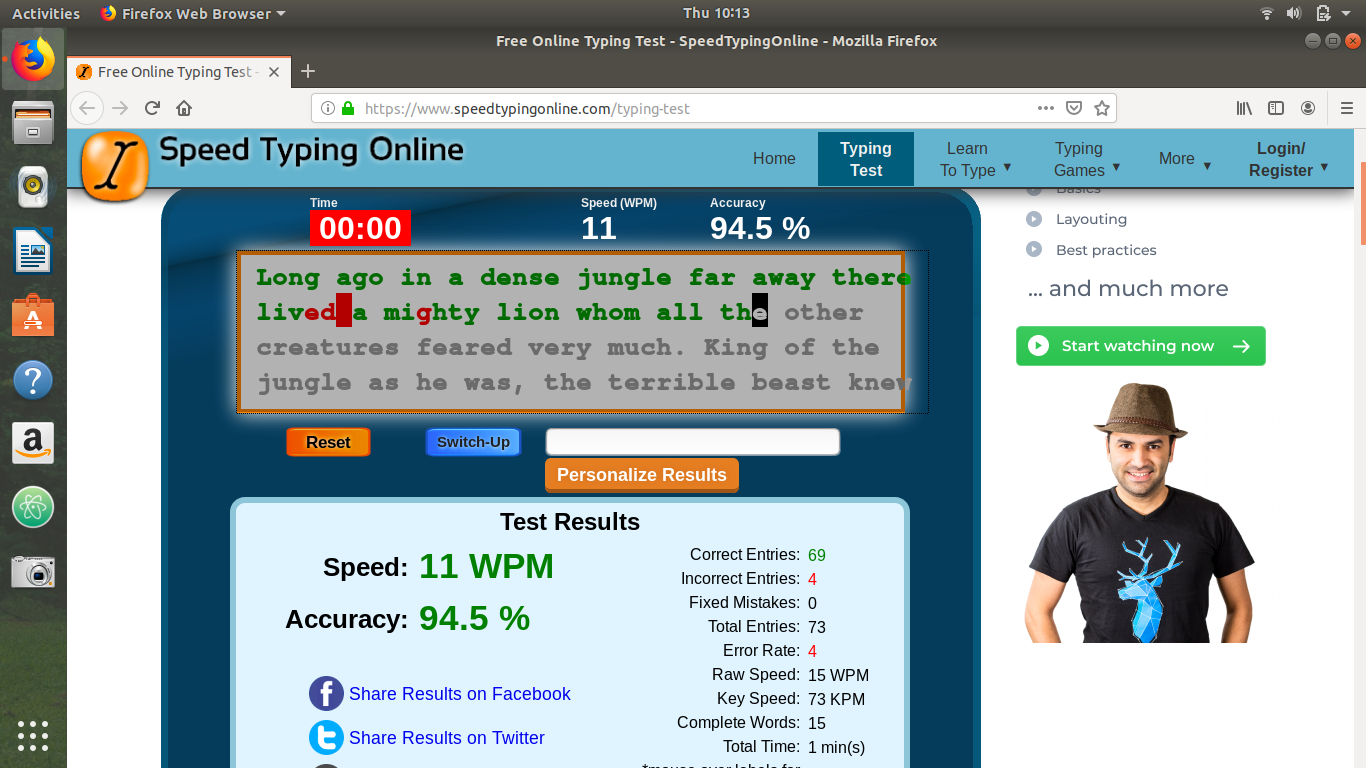 Activities
Firefox Web Browser
Thu 10:13
Free Online Typing Test - SpeedTypingOnline - Mozilla Firefox
Free Online Typing Test -
https://www.speedtypingonline.com/typing-test
Speed Typing Online
Home
Typing
Test
Learn
To Type
Typing
Games
More
Login/
Register
Basics
Layouting
Best practices
... and much more
Start watching now
Time
00:00
Speed (WPM)
11
Accuracy
94.5 %
Long ago in a dense jungle far away there
lived a mighty lion whom all the other
creatures feared very much. King of the
jungle as he was, the terrible beast knew
Reset
Switch-Up
Personalize Results
Test Results
Speed: 11 WPM
Accuracy: 94.5 %
Share Results on Facebook
Share Results on Twitter
Correct Entries: 69
Incorrect Entries: 4
Fixed Mistakes: 0
Total Entries: 73
Error Rate: 4
Raw Speed: 15 WPM
Key Speed: 73 KPM
Complete Words: 15
Total Time: 1 min(s)
*mouse over labels for